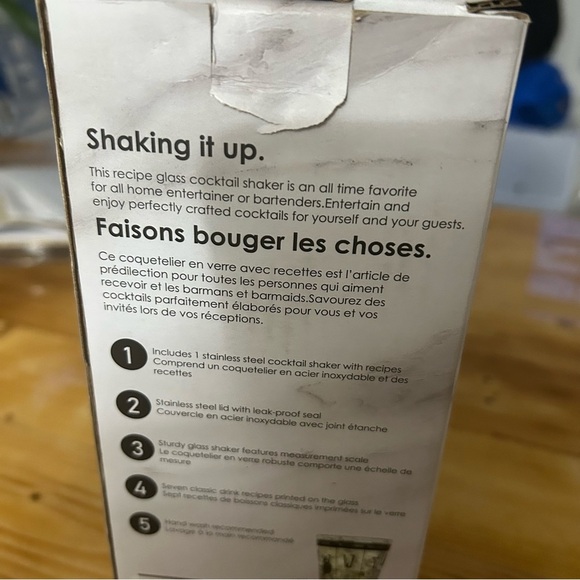 Shaking it up.
This recipe glass cocktail shaker is an all time favorite
for all home entertainer or bartenders.Entertain and
enjoy perfectly crafted cocktails for yourself and your guests.
Faisons bouger les choses.
Ce coquetelier en verre avec recettes est l'article de
prédilection pour toutes les personnes qui aiment
recevoir et les barmans et barmaids.Savourez des
cocktails parfaitement élaborés pour vous et vos
invités lors de vos réceptions.
1 Includes 1 stainless steel cocktail shaker with recipes
Comprend un coquetelier en acier inoxydable et des
recettes
2 Stainless steel lid with leak-proof seal
Couvercle en acier inoxydable avec joint étanche
3 Sturdy glass shaker features measurement scale
Le coquetelier en verre robuste comporte une échelle de
mesure
4 Seven classic drink recipes printed on the glass
Sept recettes de boissons classiques imprimées sur le verre
5 Hand wash recommended
Lavage à la main recommandé